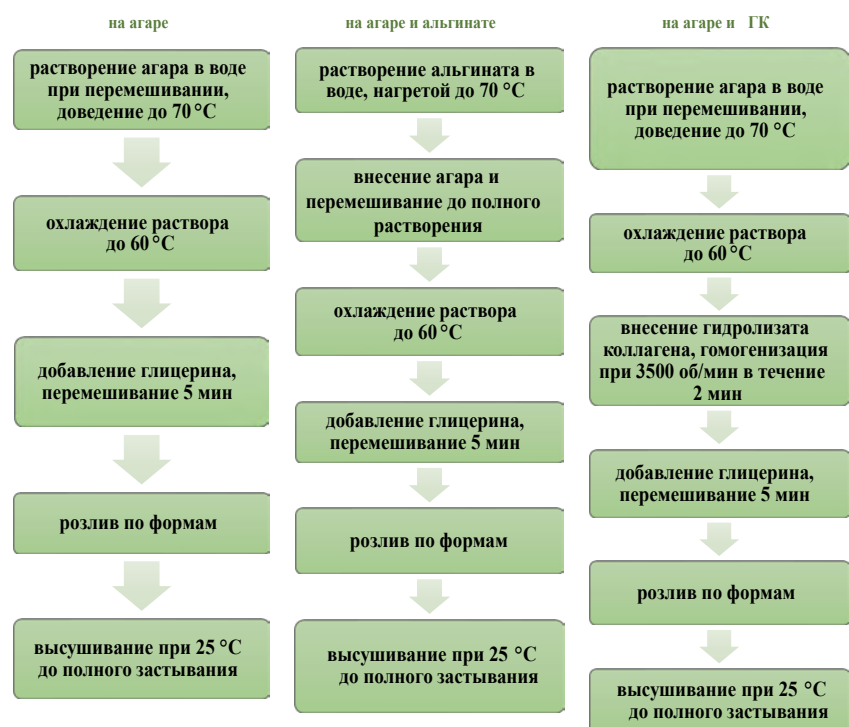 на агаре
растворение агара в воде
при перемешивании,
доведение до 70 °С
охлаждение раствора
до 60 °С
добавление глицерина,
перемешивание 5 мин
розлив по формам
высушивание при 25 °С
до полного застывания
на агаре и альгинате
растворение альгината в
воде, нагретой до 70 °С
внесение агара и
перемешивание до полного
растворения
охлаждение раствора
до 60 °С
добавление глицерина,
перемешивание 5 мин
розлив по формам
высушивание при 25 °С
до полного застывания
на агаре и ГК
растворение агара в воде
при перемешивании,
доведение до 70 °С
охлаждение раствора
до 60 °С
внесение гидролизата
коллагена, гомогенизация
при 3500 об/мин в течение
2 мин
добавление глицерина,
перемешивание 5 мин
розлив по формам
высушивание при 25 °С
до полного застывания